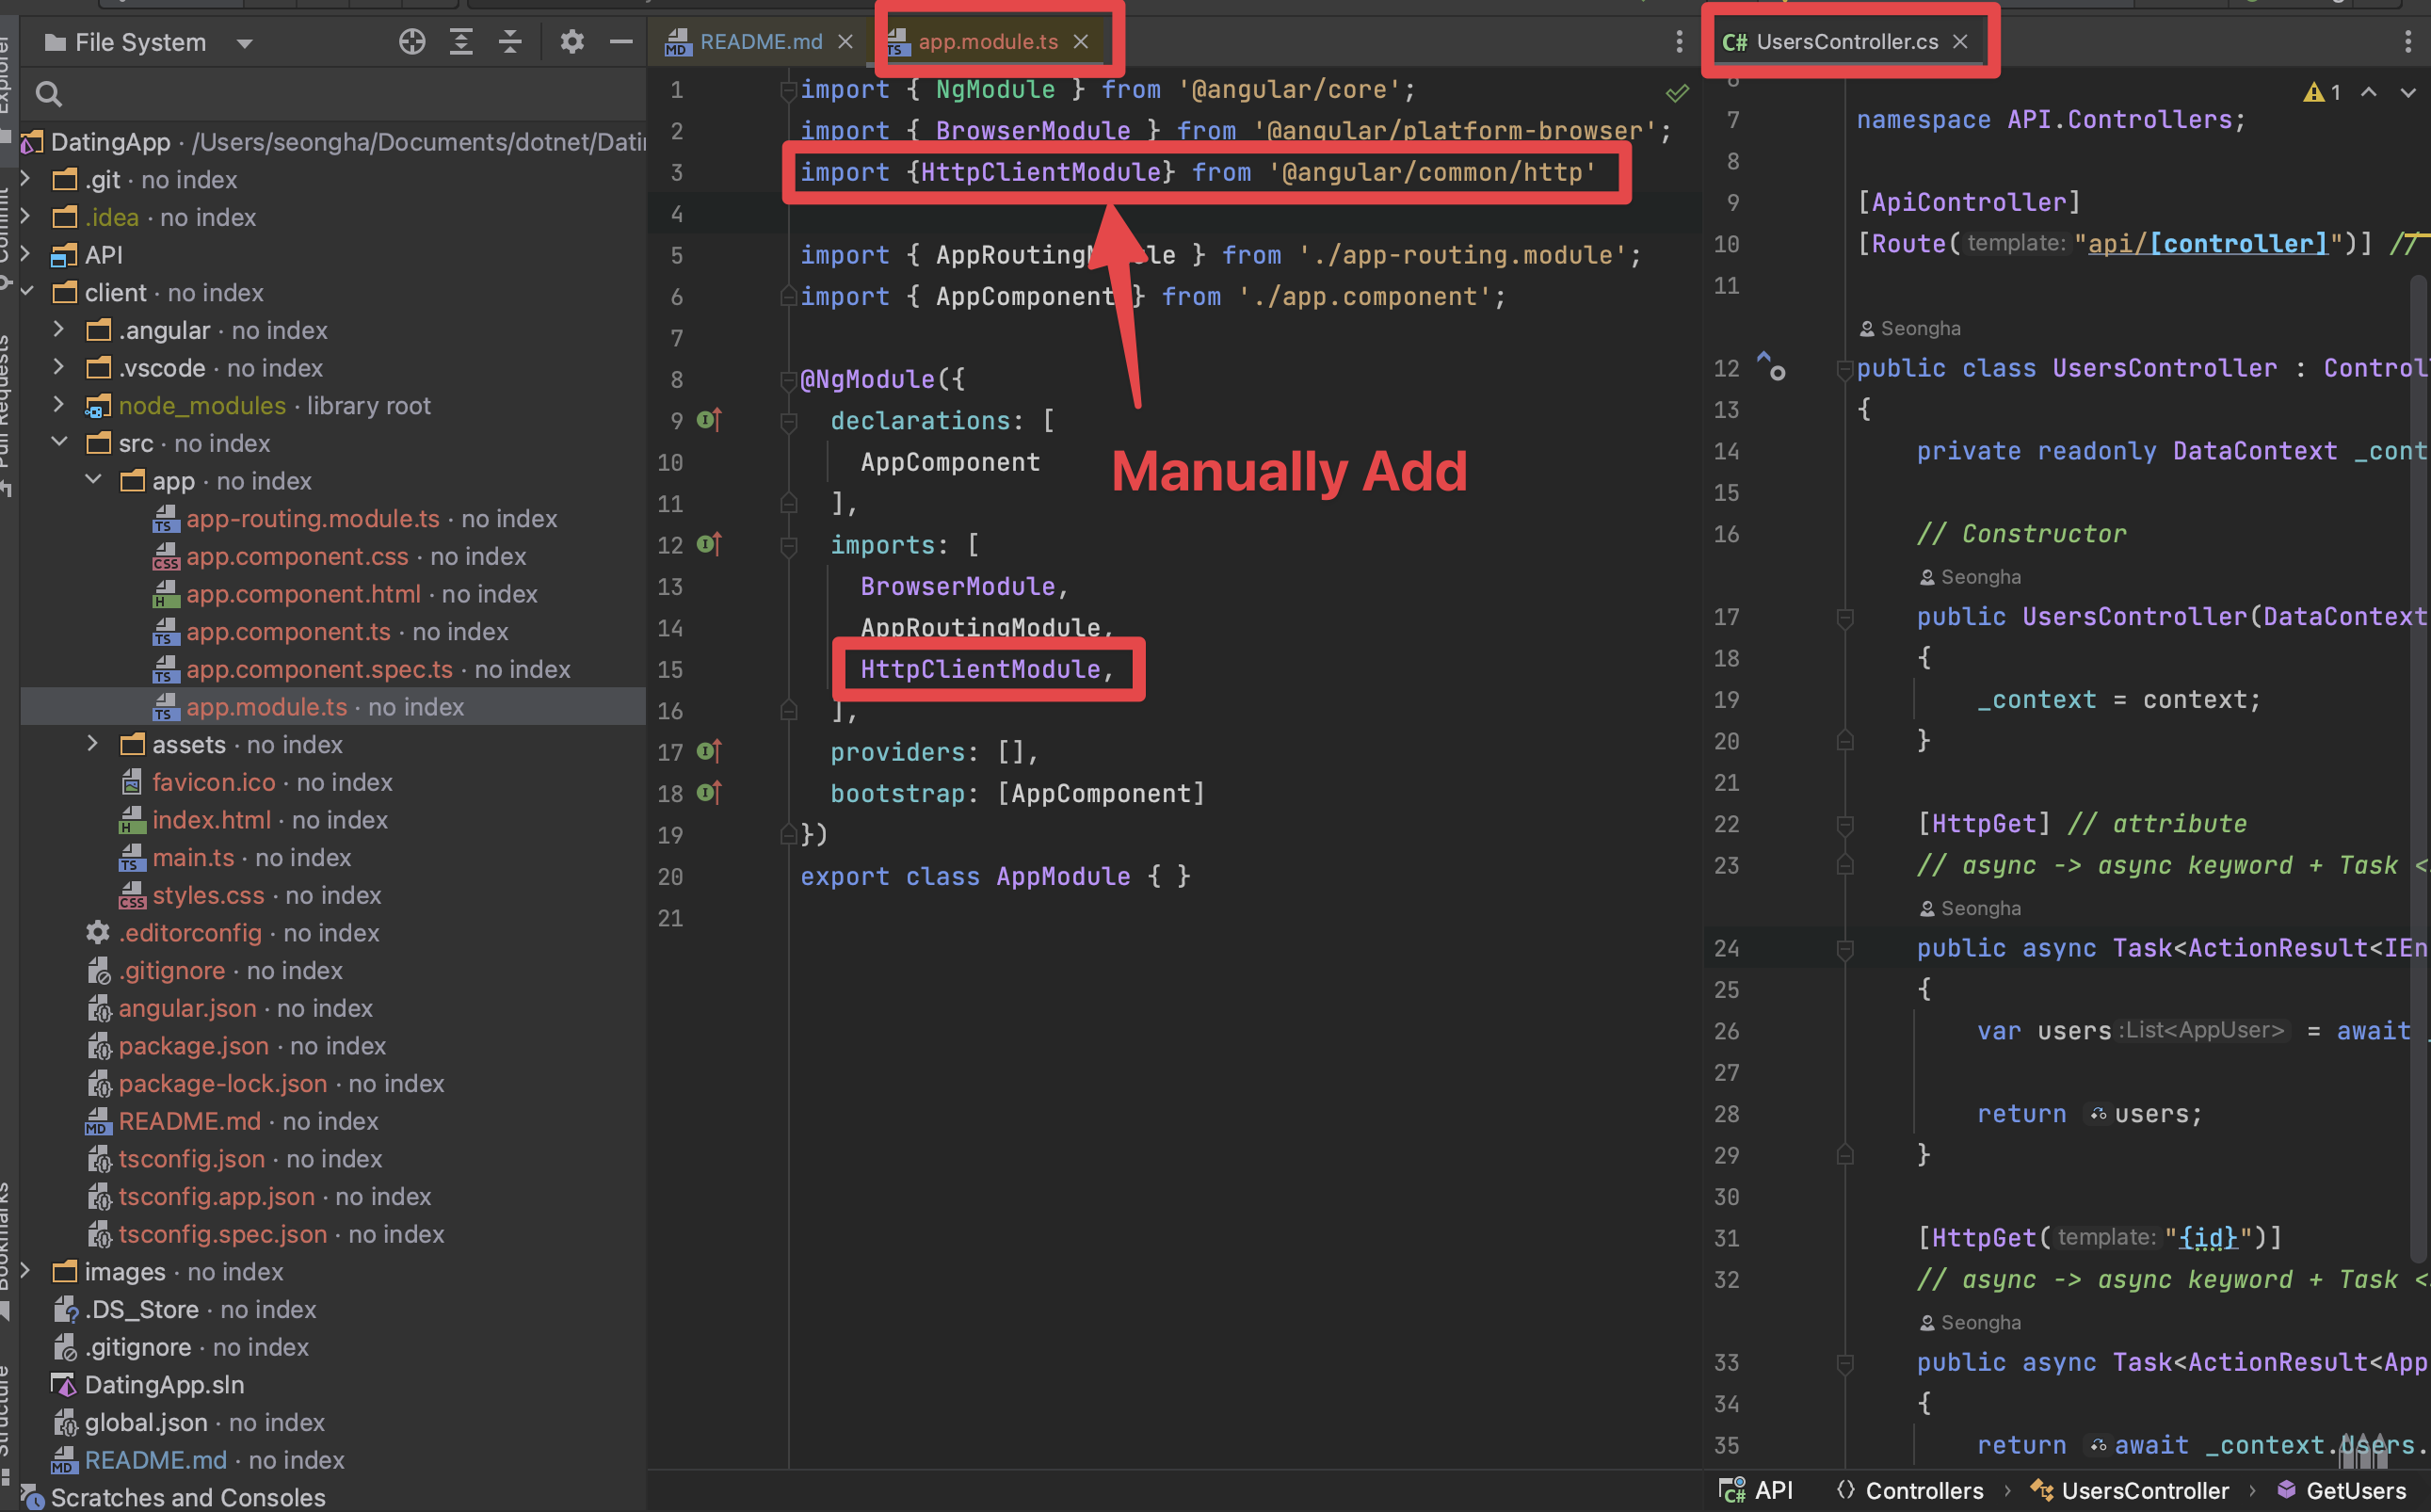 File System
README.md
app.module.ts
C# UsersController.cs
DatingApp · /Users/seongha/Documents/dotnet/Dati
.git · no index
.idea · no index
API
client · no index
.angular · no index
.vscode · no index
node_modules · library root
src · no index
app · no index
app-routing.module.ts · no index
app.component.css · no index
app.component.html · no index
app.component.ts · no index
app.component.spec.ts · no index
app.module.ts · no index
assets · no index
favicon.ico · no index
index.html · no index
main.ts · no index
styles.css · no index
.editorconfig · no index
.gitignore · no index
angular.json · no index
package.json · no index
package-lock.json · no index
README.md · no index
tsconfig.json · no index
tsconfig.app.json · no index
tsconfig.spec.json · no index
images · no index
.DS_Store · no index
.gitignore · no index
DatingApp.sln
global.json · no index
README.md · no index
Scratches and Consoles
Commit
Pull Requests
Bookmarks
Structure
1 import { NgModule } from '@angular/core';
2 import { BrowserModule } from '@angular/platform-browser';
3 import {HttpClientModule} from '@angular/common/http'
4
5 import { AppRoutingModule } from './app-routing.module';
6 import { AppComponent } from './app.component';
7
8 @NgModule({
9 declarations: [
10 AppComponent
11 ],
12 imports: [
13 BrowserModule,
14 AppRoutingModule,
15 HttpClientModule,
16 ],
17 providers: [],
18 bootstrap: [AppComponent]
19 })
20 export class AppModule { }
21
Manually Add
1
7 namespace API.Controllers;
8
9 [ApiController]
10 [Route( template: "api/[controller]")] //
11
Seongha
12 public class UsersController : Control
13 {
14 private readonly DataContext _cont
15
16 // Constructor
Seongha
17 public UsersController(DataContext
18 {
19 _context = context;
20 }
21
22 [HttpGet] // attribute
23 // async -> async keyword + Task <
Seongha
24 public async Task<ActionResult<IEn
25 {
26 var users :List<AppUser> = await
27
28 return users;
29 }
30
31 [HttpGet( template: "{id}")]
32 // async -> async keyword + Task <
Seongha
33 public async Task<ActionResult<App
34 {
35 return await _context.Users.
C# API {} Controllers › UsersController › GetUsers